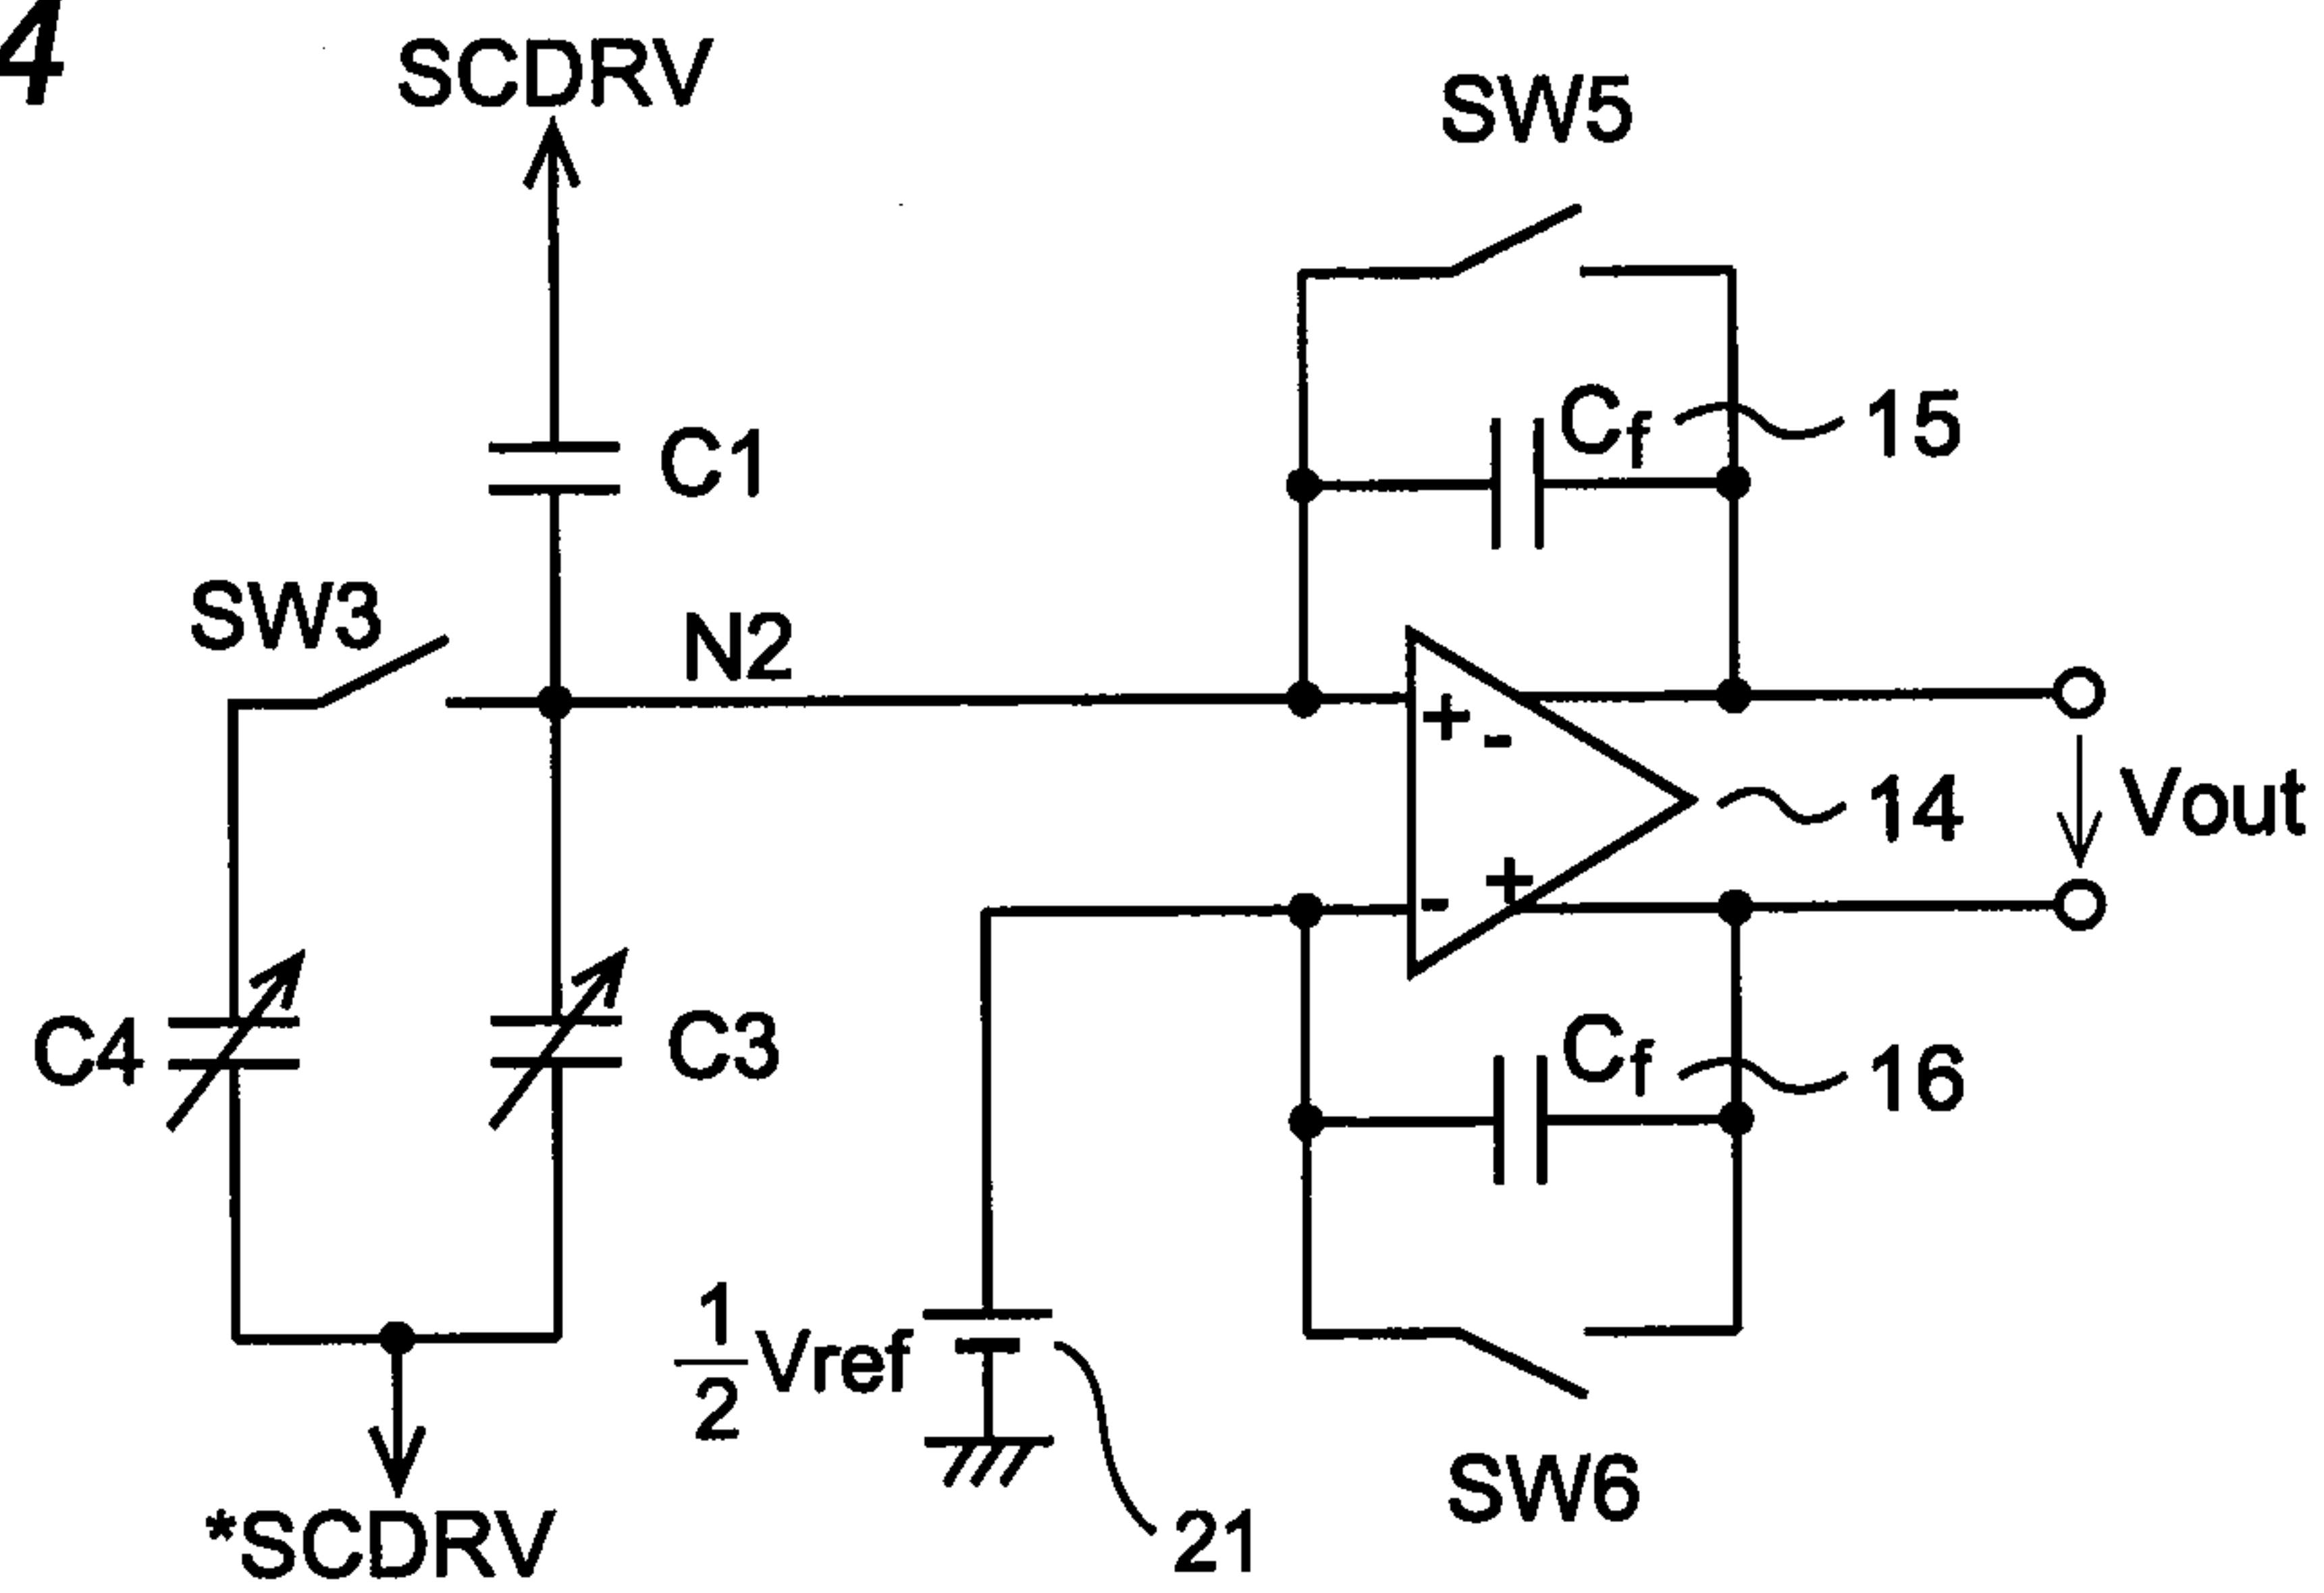 4
SCDRV
SW5
C1
Cf
15
SW3
N2
+
-
14
Vout
-
+
C4
C3
Cf
16
1/2 Vref
*SCDRV
21
SW6